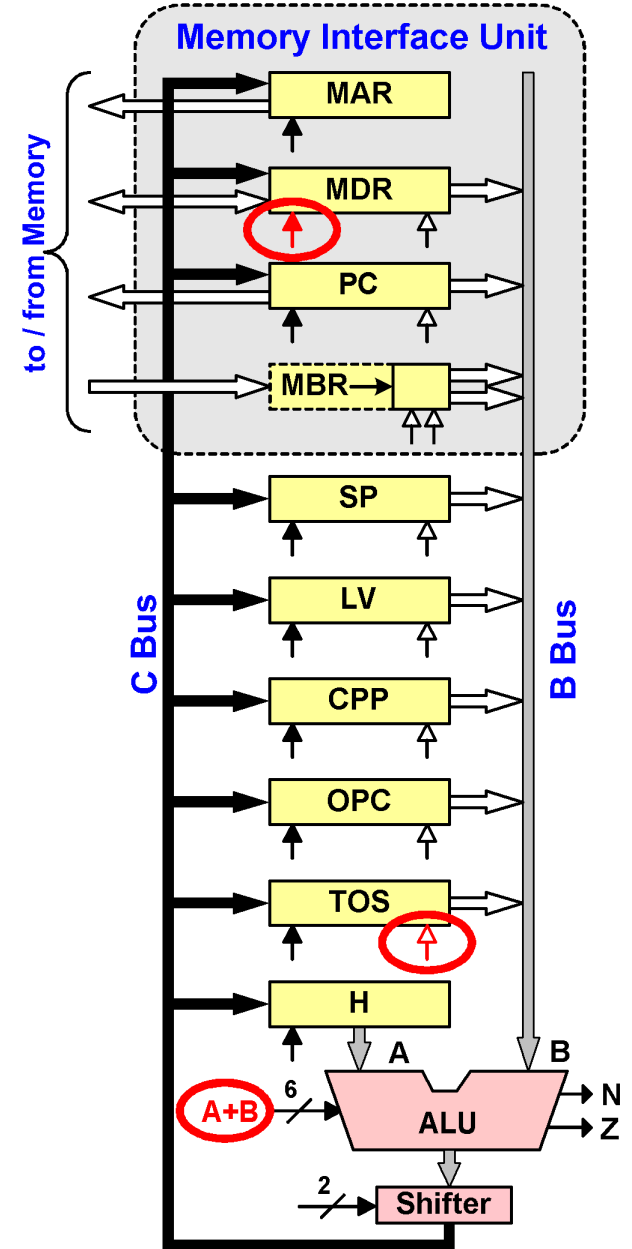 Memory Interface Unit
MAR
MDR
PC
MBR
to / from Memory
SP
LV
CPP
OPC
TOS
H
C Bus
B Bus
A
B
A+B
6
ALU
N
Z
2
Shifter